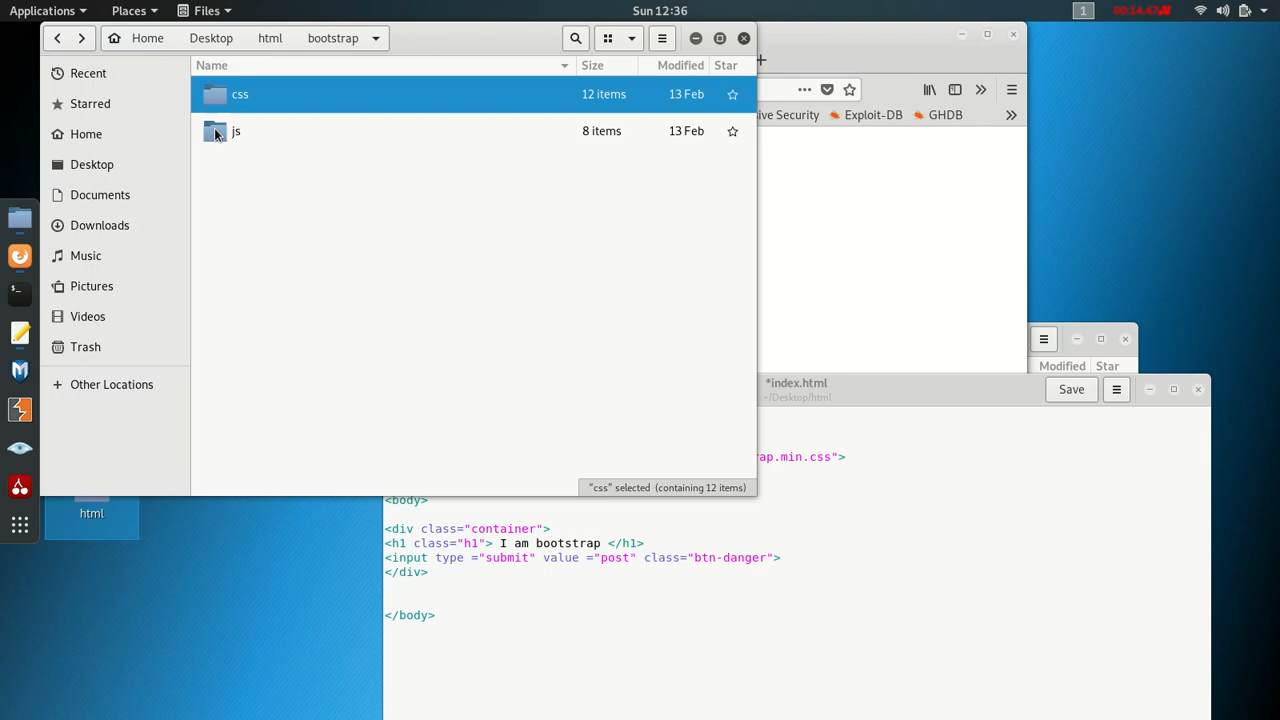 Applications Places Files Sun 12:36 1 00:14:47
Home Desktop html bootstrap
Name Size Modified Star
Recent
Starred
Home
Desktop
Documents
Downloads
Music
Pictures
Videos
Trash
+ Other Locations
css 12 items 13 Feb
js 8 items 13 Feb
"css" selected (containing 12 items)
ive Security Exploit-DB GHDB
Modified Star
*index.html
~/Desktop/html
Save
rap.min.css">
<body>
<div class="container">
<h1 class="h1"> I am bootstrap </h1>
<input type ="submit" value ="post" class="btn-danger">
</div>
</body>
html